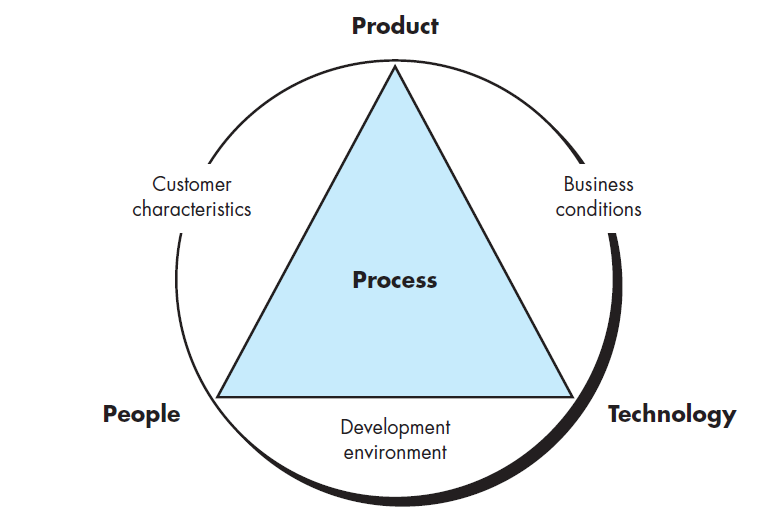 Product
Customer
characteristics
Business
conditions
Process
People
Technology
Development
environment